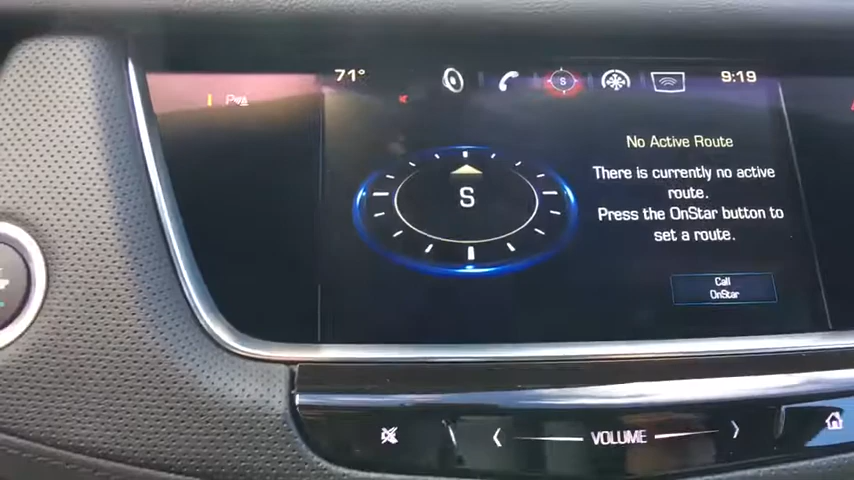 71°
S
9:19
No Active Route
There is currently no active
route.
Press the OnStar button to
set a route.
S
Call
OnStar
VOLUME